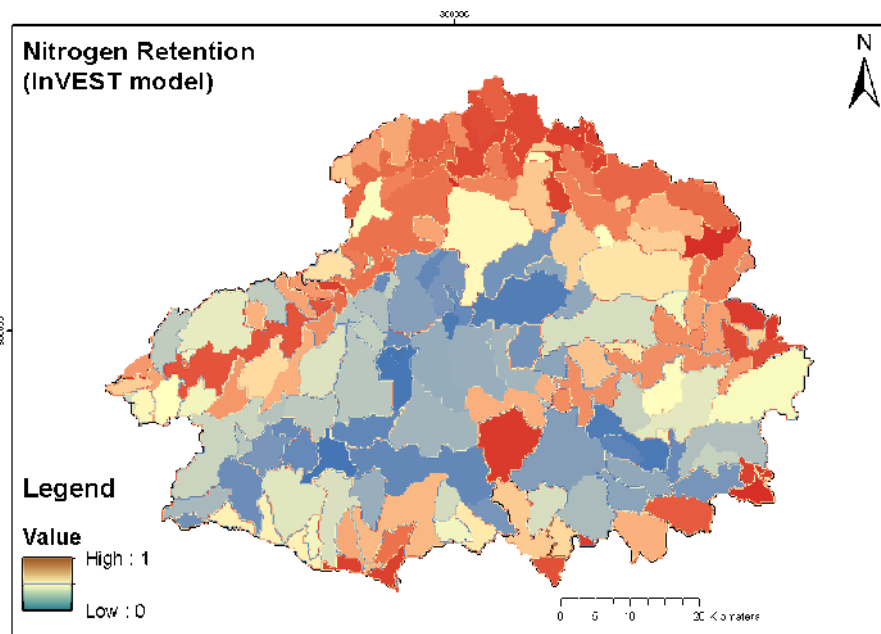 Nitrogen Retention
(InVEST model)
N
Legend
Value
High : 1
Low : 0
0 5 10 20